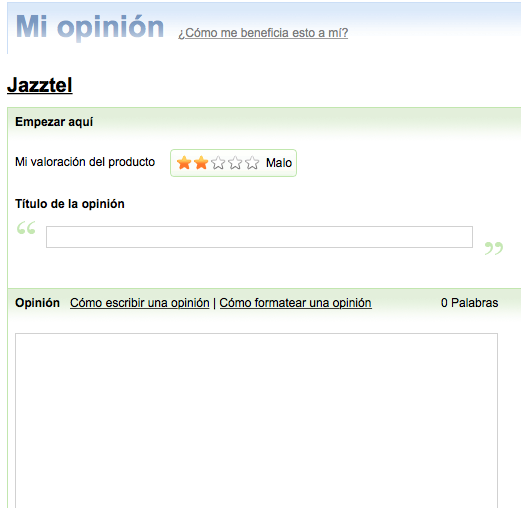 Mi opinión ¿Cómo me beneficia esto a mí?
Jazztel
Empezar aquí
Mi valoración del producto Malo
Título de la opinión
“
”
Opinión Cómo escribir una opinión | Cómo formatear una opinión 0 Palabras